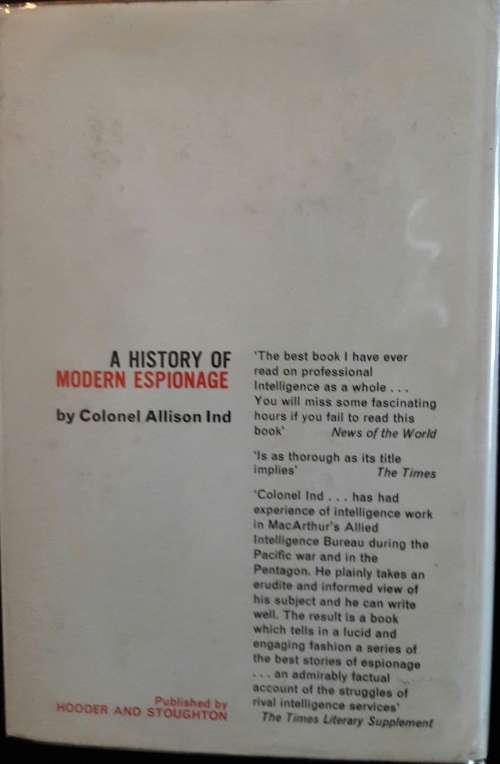 A HISTORY OF
MODERN ESPIONAGE
by Colonel Allison Ind
'The best book I have ever
read on professional
Intelligence as a whole . . .
You will miss some fascinating
hours if you fail to read this
book' News of the World
'Is as thorough as its title
implies' The Times
'Colonel Ind . . . has had
experience of intelligence work
in MacArthur's Allied
Intelligence Bureau during the
Pacific war and in the
Pentagon. He plainly takes an
erudite and informed view of
his subject and he can write
well. The result is a book
which tells in a lucid and
engaging fashion a series of
the best stories of espionage
. . . an admirably factual
account of the struggles of
rival intelligence services'
The Times Literary Supplement
Published by
HODDER AND STOUGHTON